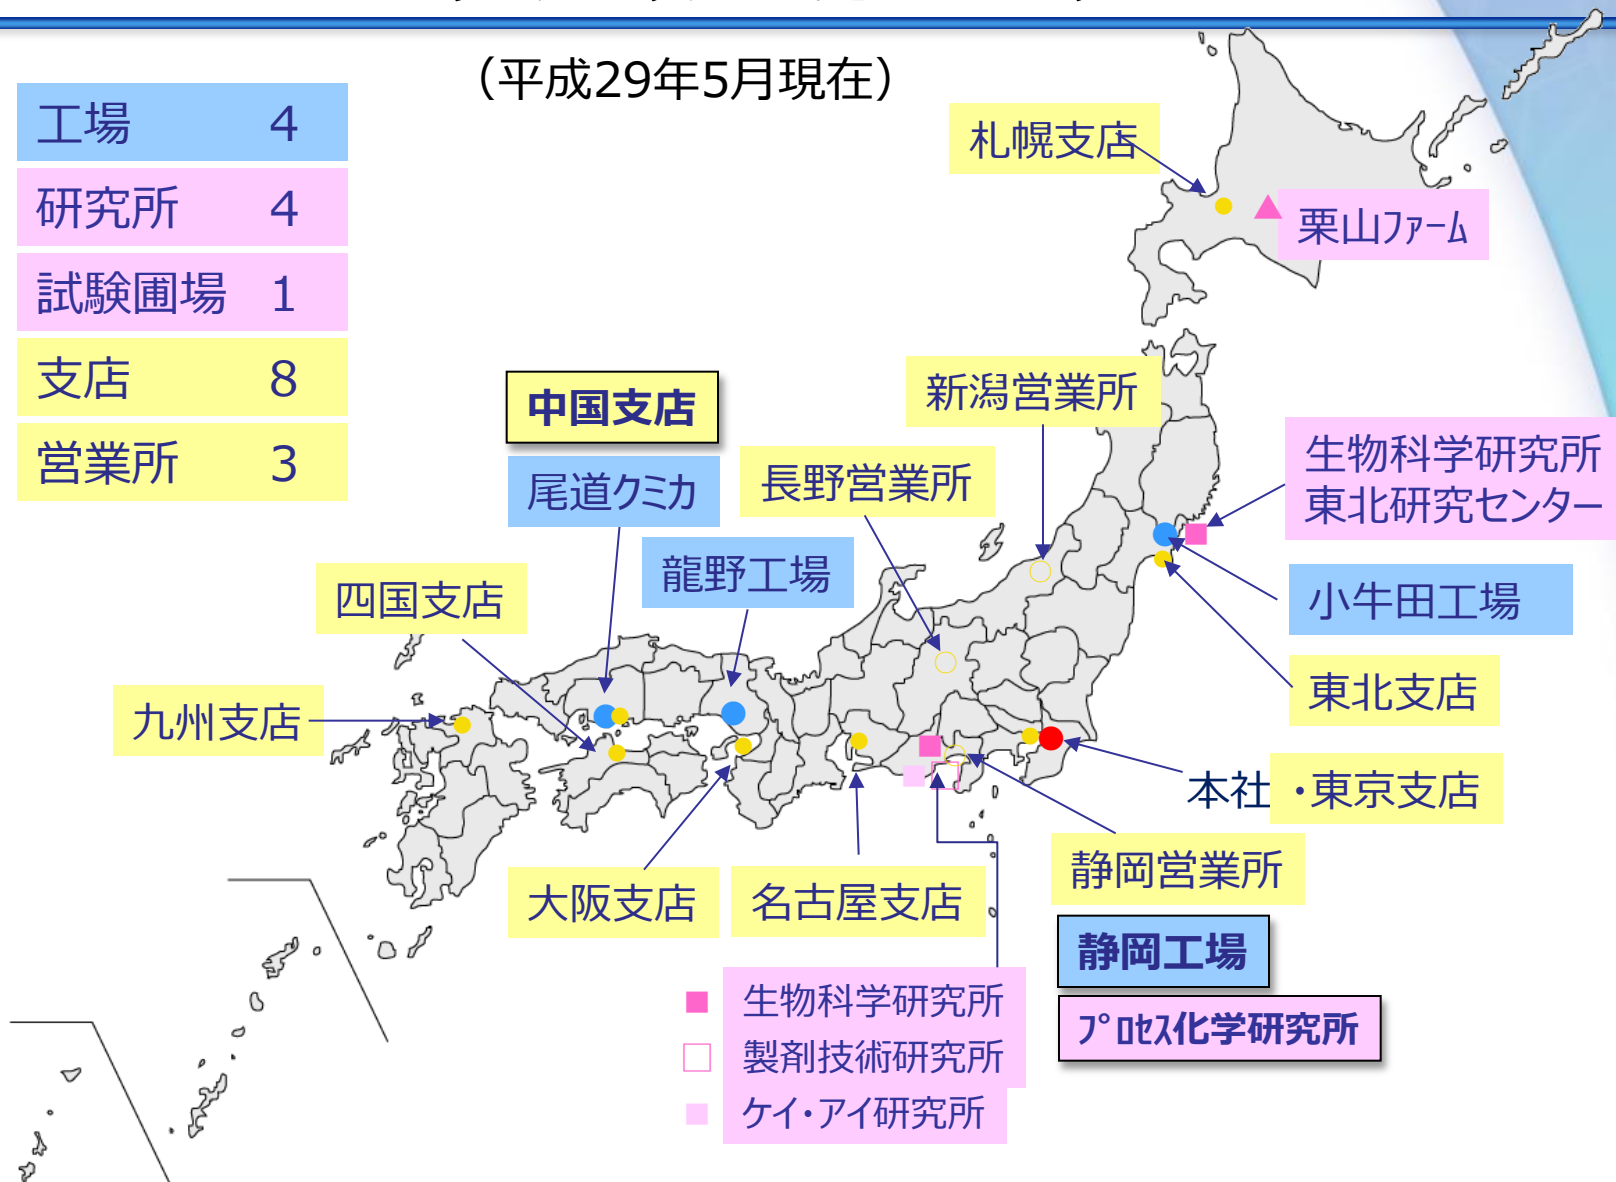 (平成29年5月現在)
工場 4
研究所 4
試験圃場 1
支店 8
営業所 3
札幌支店
栗山ファーム
新潟営業所
中国支店
尾道クミカ
長野営業所
生物科学研究所
東北研究センター
龍野工場
四国支店
小牛田工場
東北支店
九州支店
本社・東京支店
静岡営業所
大阪支店
名古屋支店
静岡工場
生物科学研究所
プロセス化学研究所
製剤技術研究所
ケイ・アイ研究所